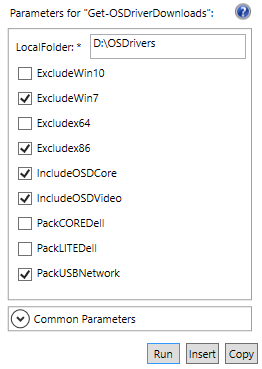 Parameters for "Get-OSDriverDownloads":
LocalFolder: * D:\OSDrivers
ExcludeWin10
ExcludeWin7
Excludex64
Excludex86
IncludeOSDCore
IncludeOSDVideo
PackCOREDell
PackLITEDell
PackUSBNetwork
Common Parameters
Run Insert Copy